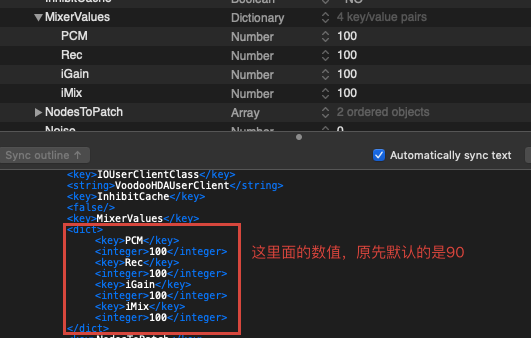 MixerValues Dictionary 4 key/value pairs
PCM Number 100
Rec Number 100
iGain Number 100
iMix Number 100
NodesToPatch Array 2 ordered objects
Noise Number 0
Sync outline ↑ Automatically sync text
<key>IOUserClientClass</key>
<string>VoodooHDAUserClient</string>
<key>InhibitCache</key>
<false/>
<key>MixerValues</key>
<dict>
<key>PCM</key>
<integer>100</integer>
<key>Rec</key>
<integer>100</integer>
<key>iGain</key>
<integer>100</integer>
<key>iMix</key>
<integer>100</integer>
</dict>
<key>NodesToPatch</key>
这里面的数值，原先默认的是90